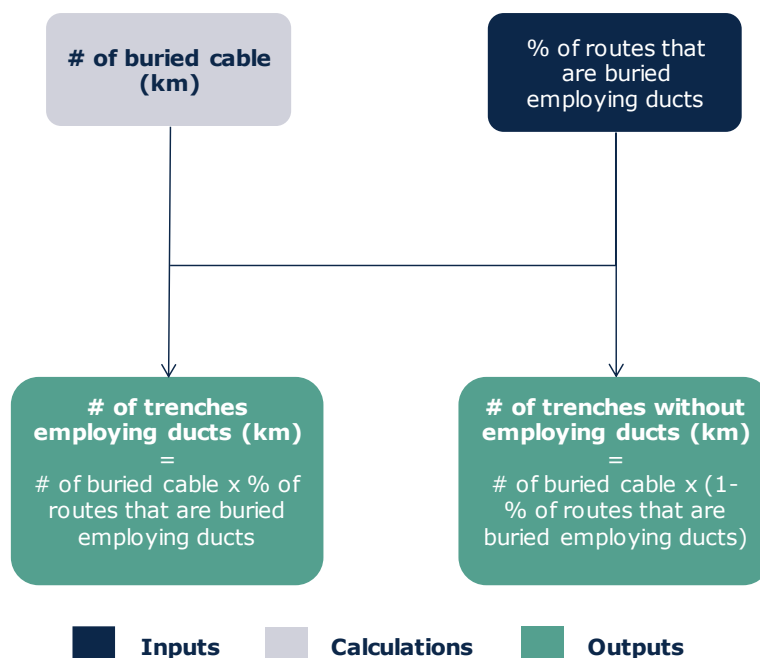 # of buried cable
(km)
% of routes that
are buried
employing ducts
# of trenches
employing ducts (km)
=
# of buried cable x % of
routes that are buried
employing ducts
# of trenches without
employing ducts (km)
=
# of buried cable x (1-
% of routes that are
buried employing ducts)
Inputs
Calculations
Outputs